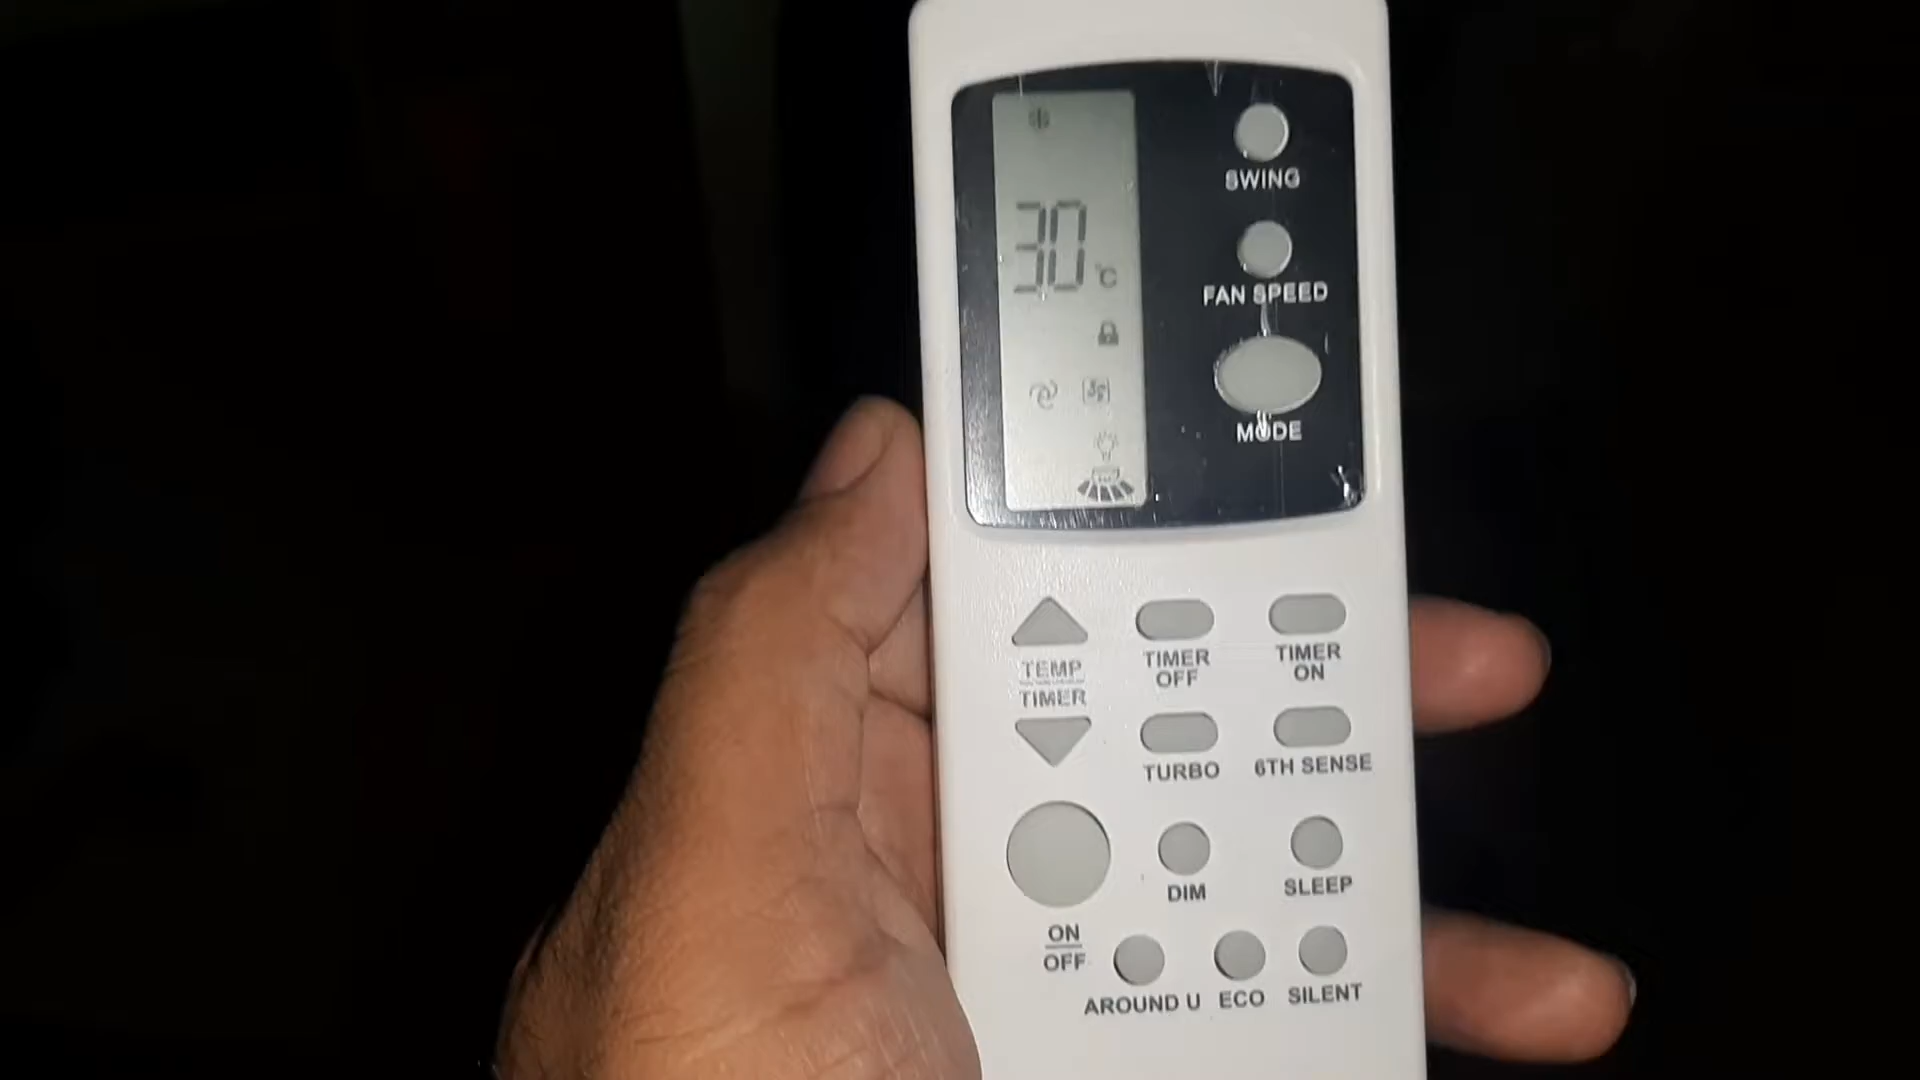 SWING
30 °C
FAN SPEED
MODE
TEMP
TIMER
TIMER
OFF
TIMER
ON
TURBO
6TH SENSE
ON
OFF
DIM
SLEEP
AROUND U
ECO
SILENT